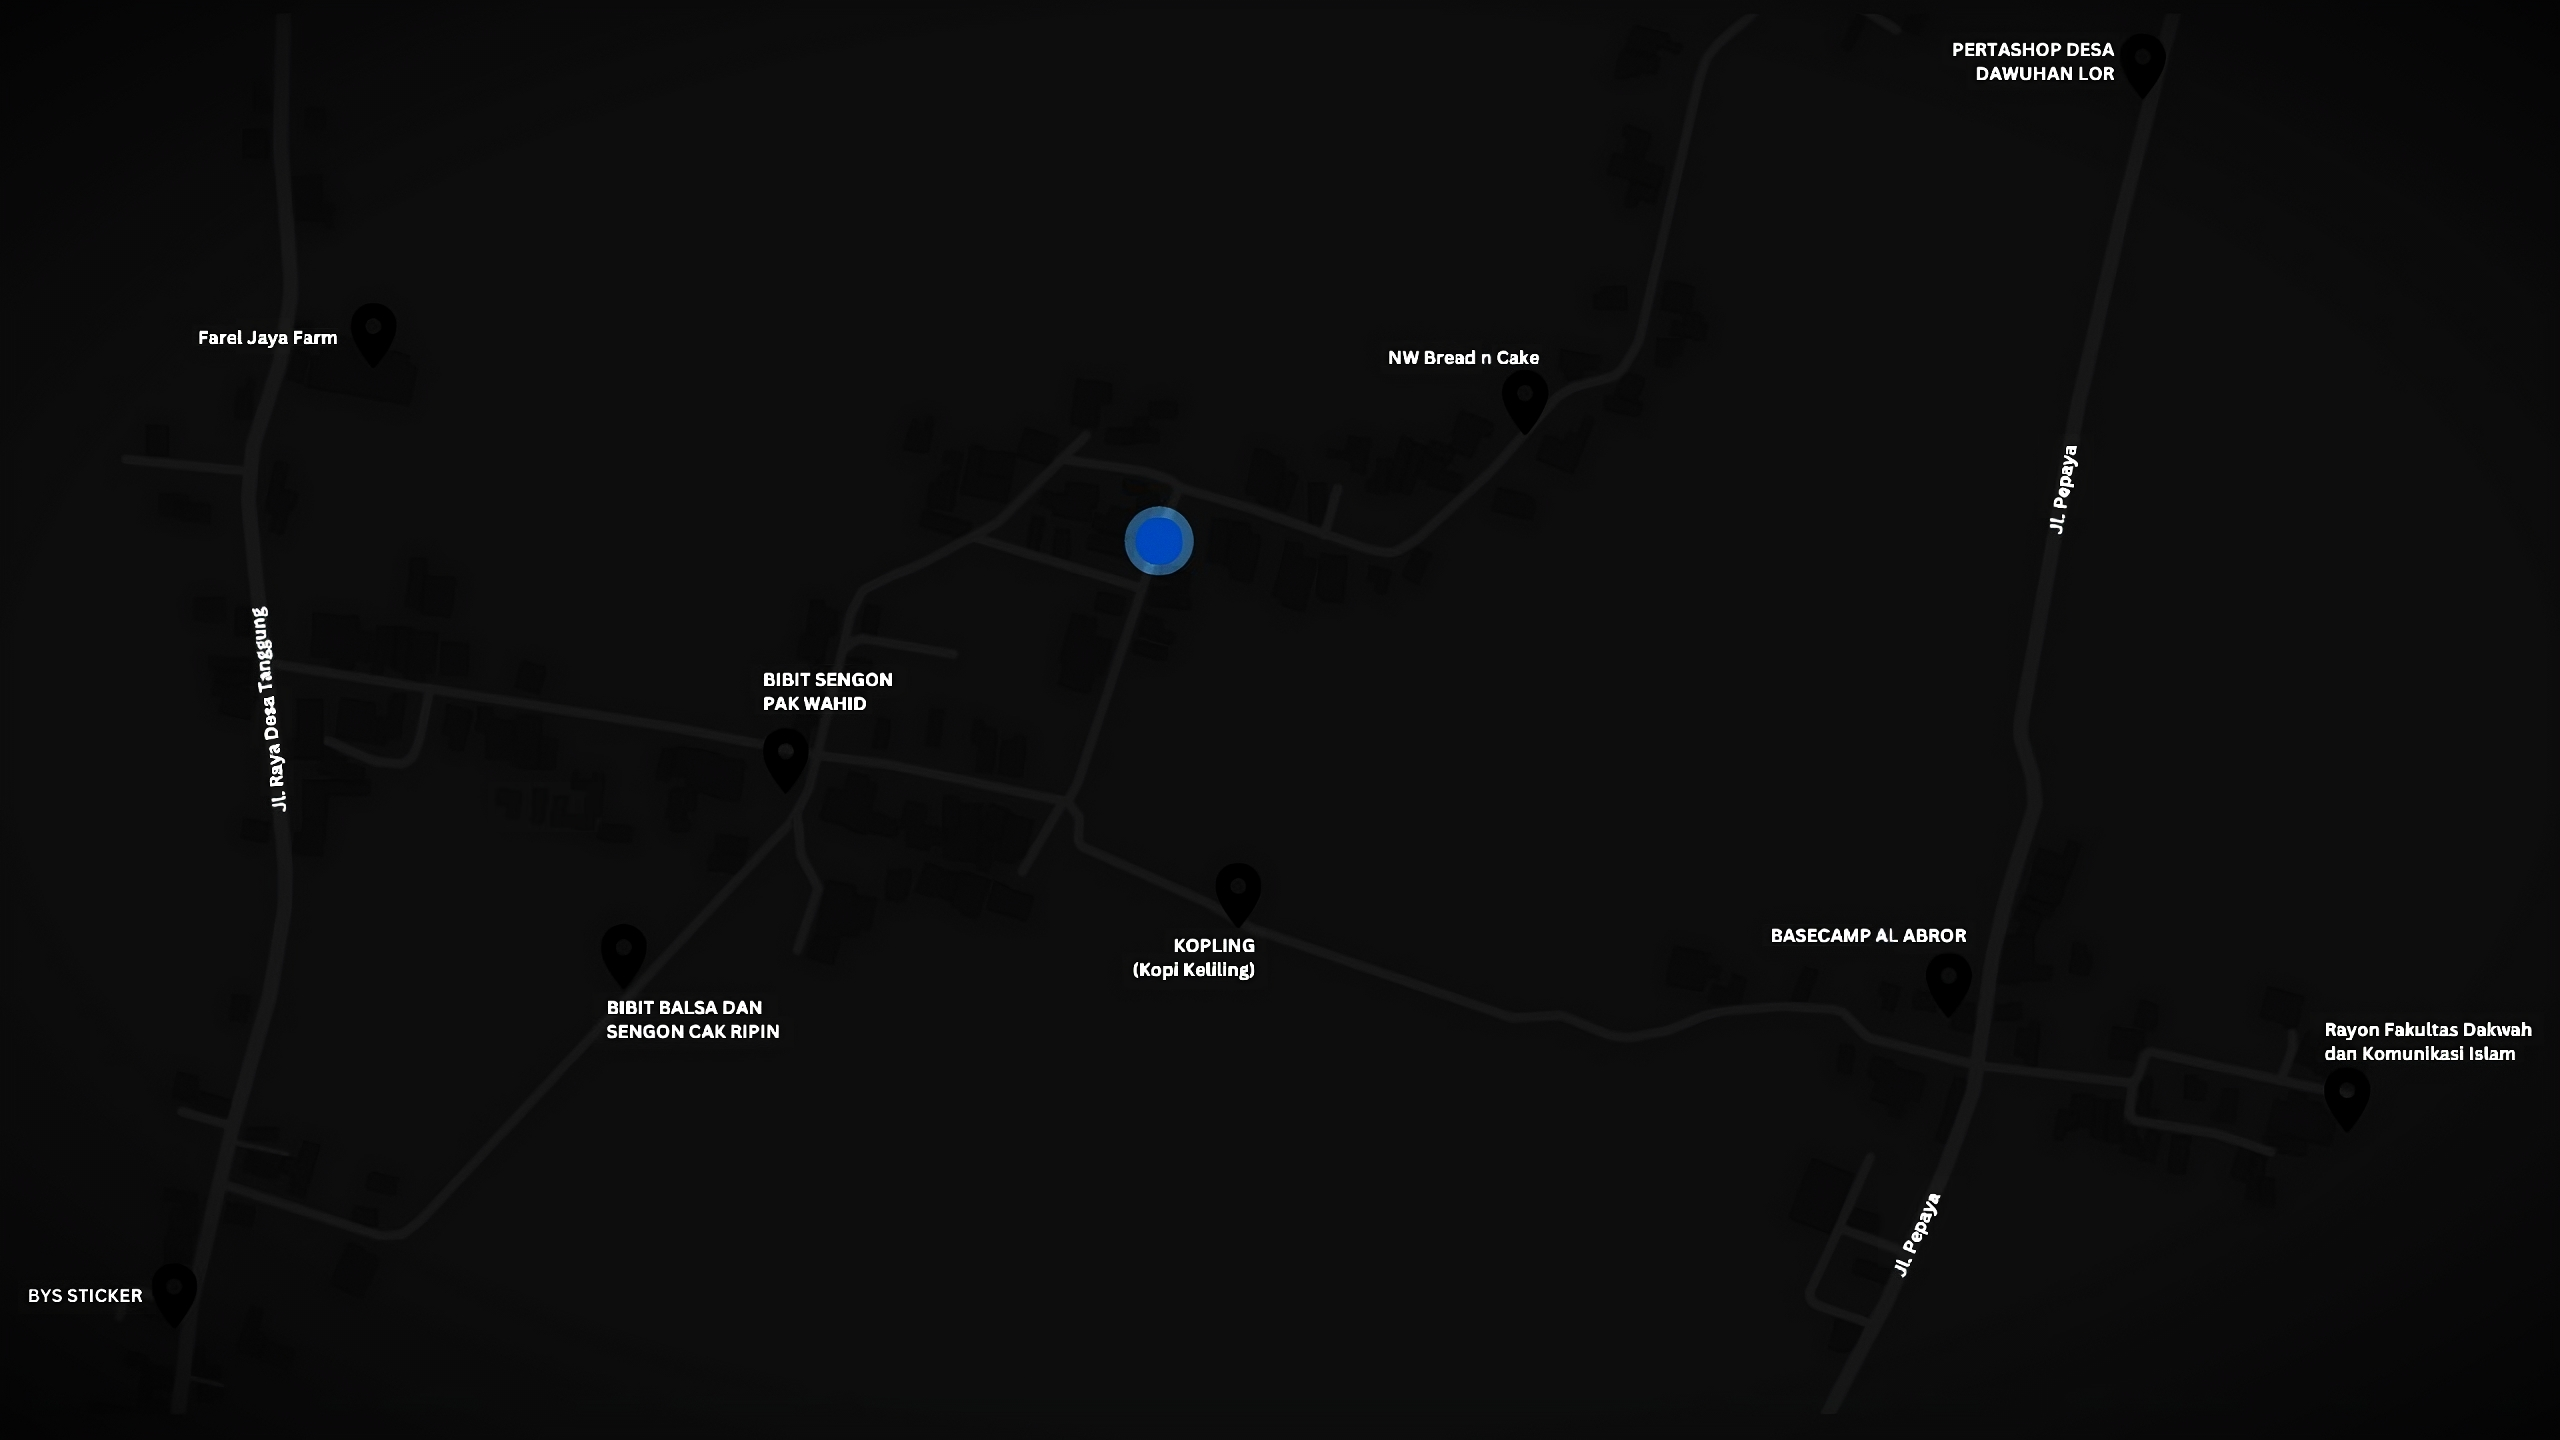 PERTASHOP DESA
DAWUHAN LOR
Farel Jaya Farm
NW Bread n Cake
Jl. Pepaya
Jl. Raya Desa Tanggung
BIBIT SENGON
PAK WAHID
BASECAMP AL ABROR
KOPLING
(Kopi Keliling)
BIBIT BALSA DAN
SENGON CAK RIPIN
Rayon Fakultas Dakwah
dan Komunikasi Islam
Jl. Pepaya
BYS STICKER